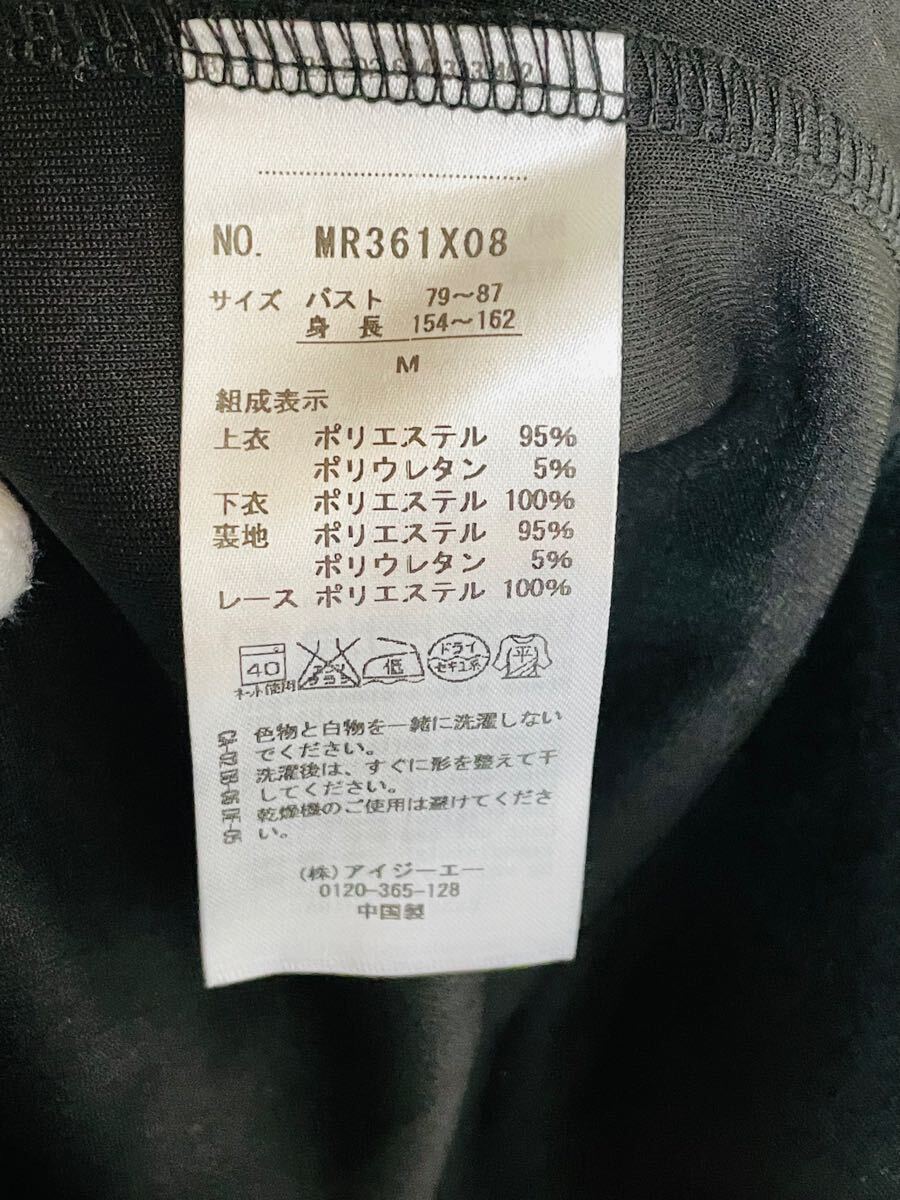 NO. MR361X08
サイズ バスト 79～87
身長 154～162
M
組成表示
上衣 ポリエステル 95%
ポリウレタン 5%
下衣 ポリエステル 100%
裏地 ポリエステル 95%
ポリウレタン 5%
レース ポリエステル 100%
40 エンソサラシ 低 ドライ セキユ系 平
ネット使用
色物と白物を一緒に洗濯しない
でください。
洗濯後は、すぐに形を整えて干
してください。
乾燥機のご使用は避けてくださ
い。
(株)アイジーエー
0120-365-128
中国製